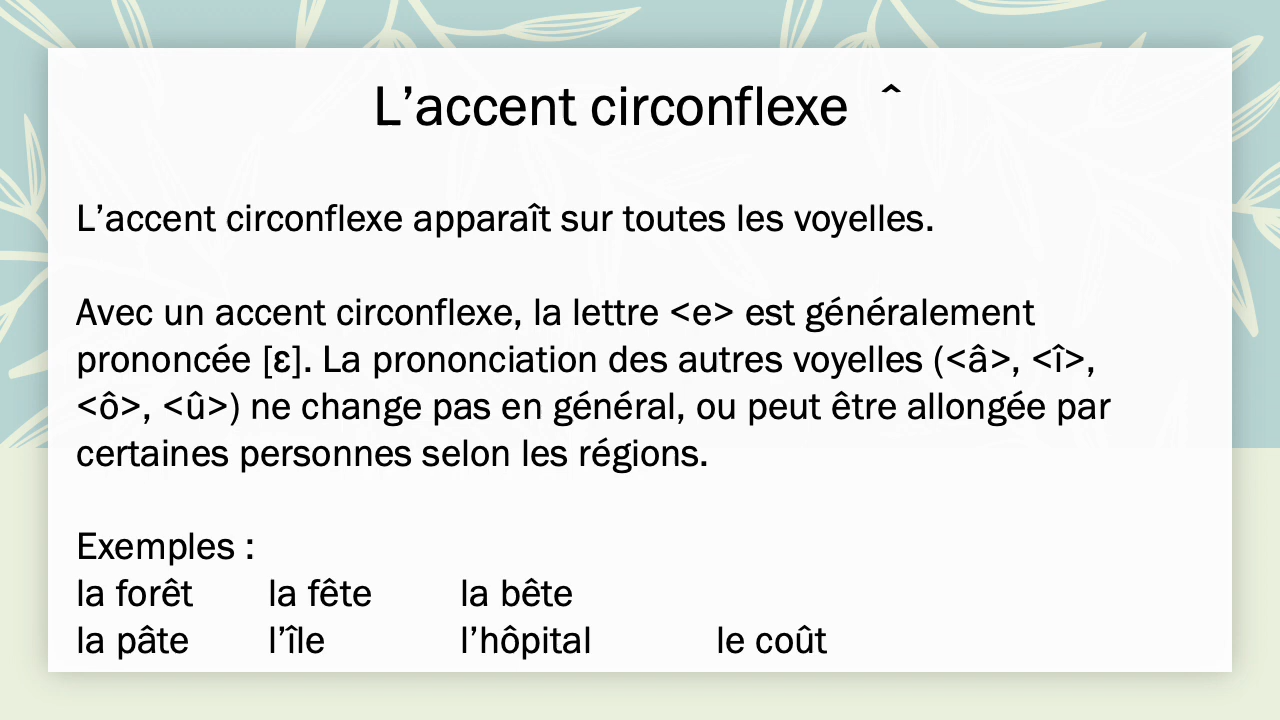 L’accent circonflexe ˆ
L’accent circonflexe apparaît sur toutes les voyelles.
Avec un accent circonflexe, la lettre <e> est généralement
prononcée [ɛ]. La prononciation des autres voyelles (<â>, <î>,
<ô>, <û>) ne change pas en général, ou peut être allongée par
certaines personnes selon les régions.
Exemples :
la forêt la fête la bête
la pâte l’île l’hôpital le coût